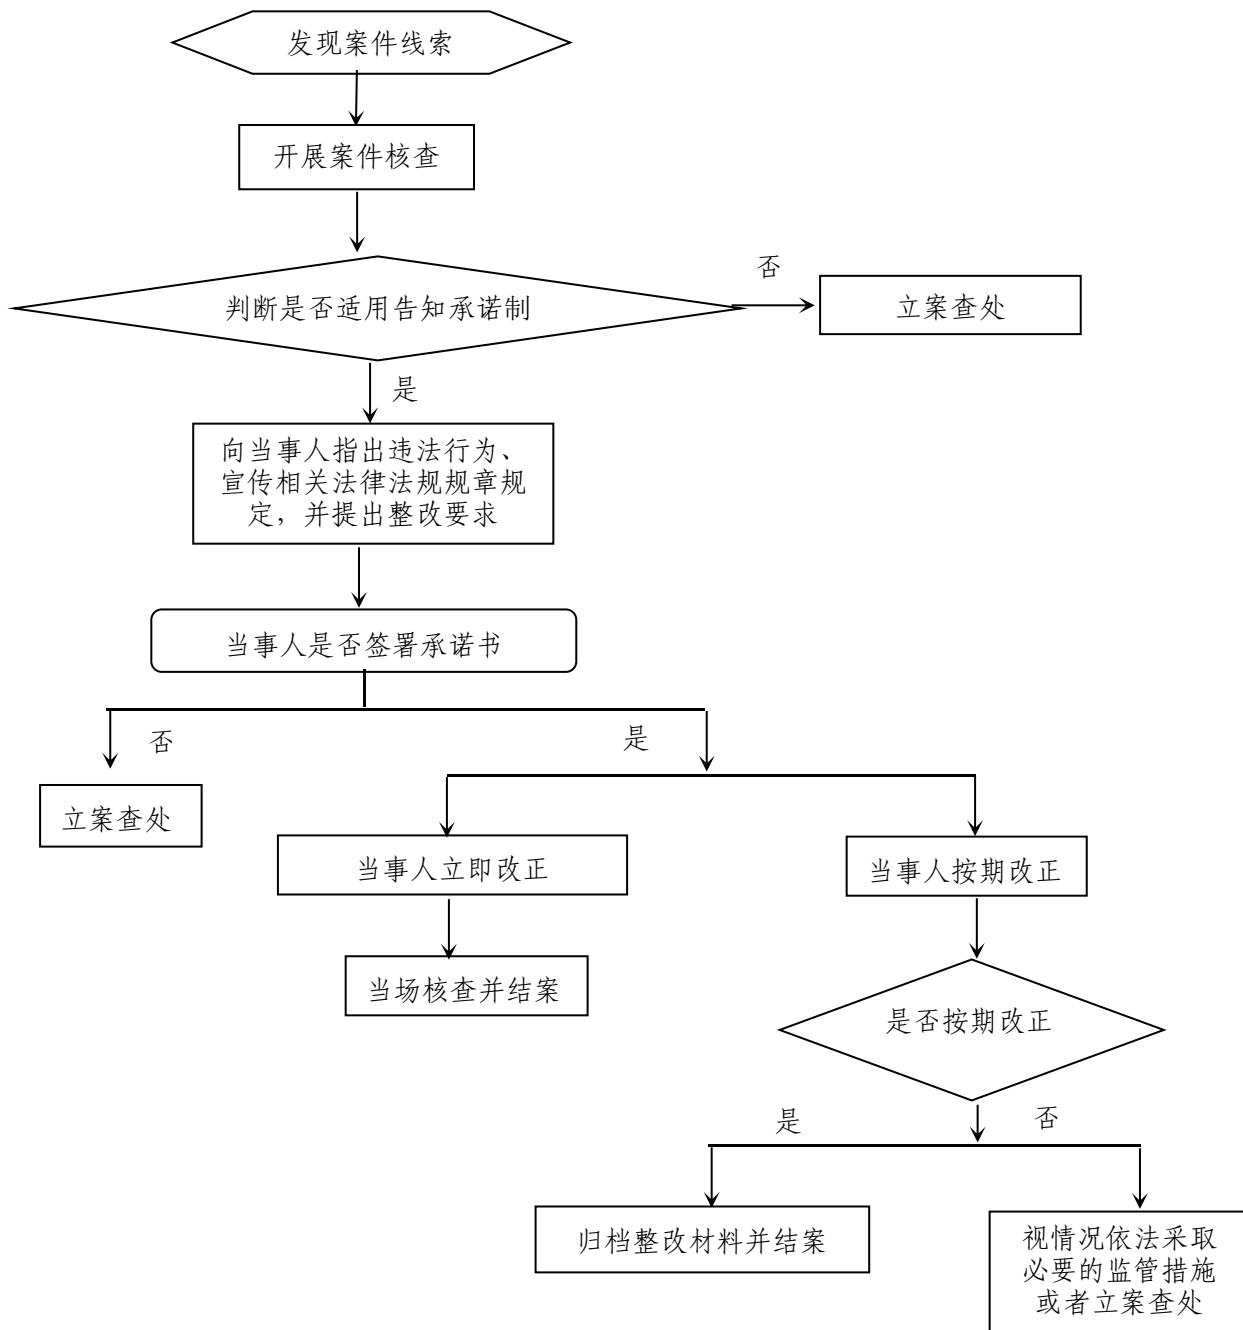 发现案件线索
开展案件核查
判断是否适用告知承诺制
否
立案查处
是
向当事人指出违法行为、
宣传相关法律法规规章规
定，并提出整改要求
当事人是否签署承诺书
否
是
立案查处
当事人立即改正
当事人按期改正
当场核查并结案
是否按期改正
是
否
归档整改材料并结案
视情况依法采取
必要的监管措施
或者立案查处